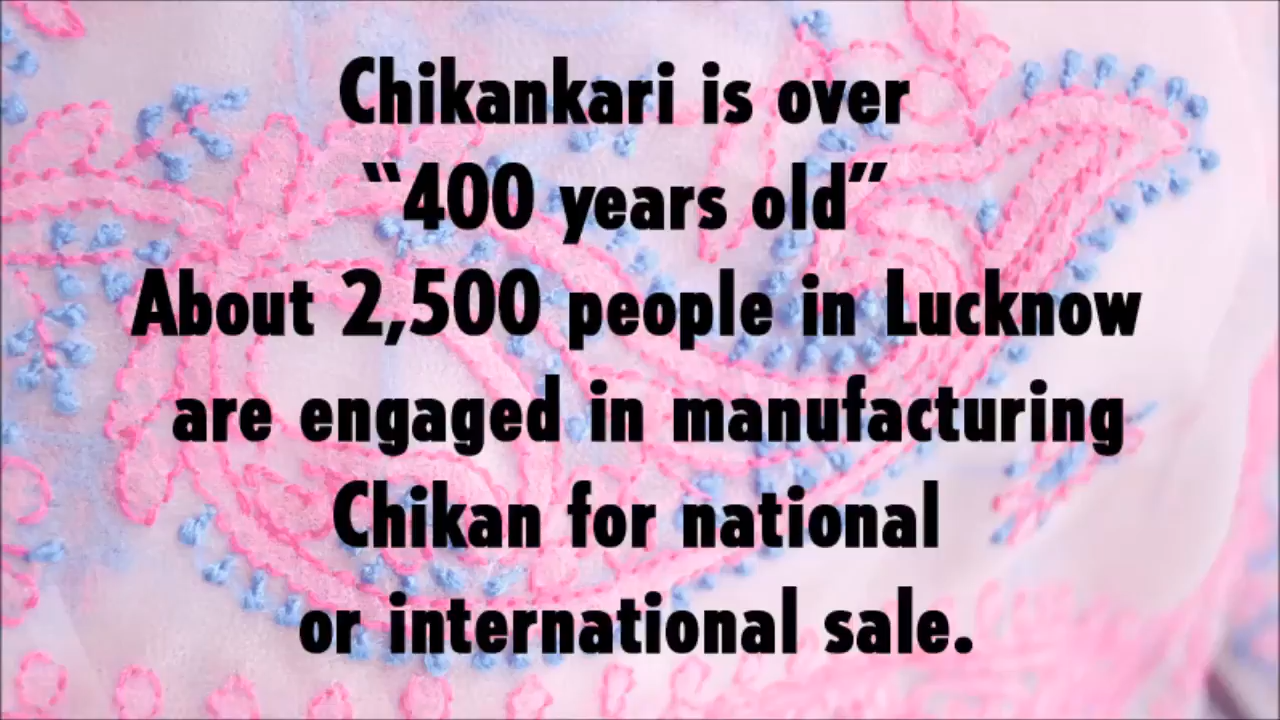 Chikankari is over
“400 years old”
About 2,500 people in Lucknow
are engaged in manufacturing
Chikan for national
or international sale.